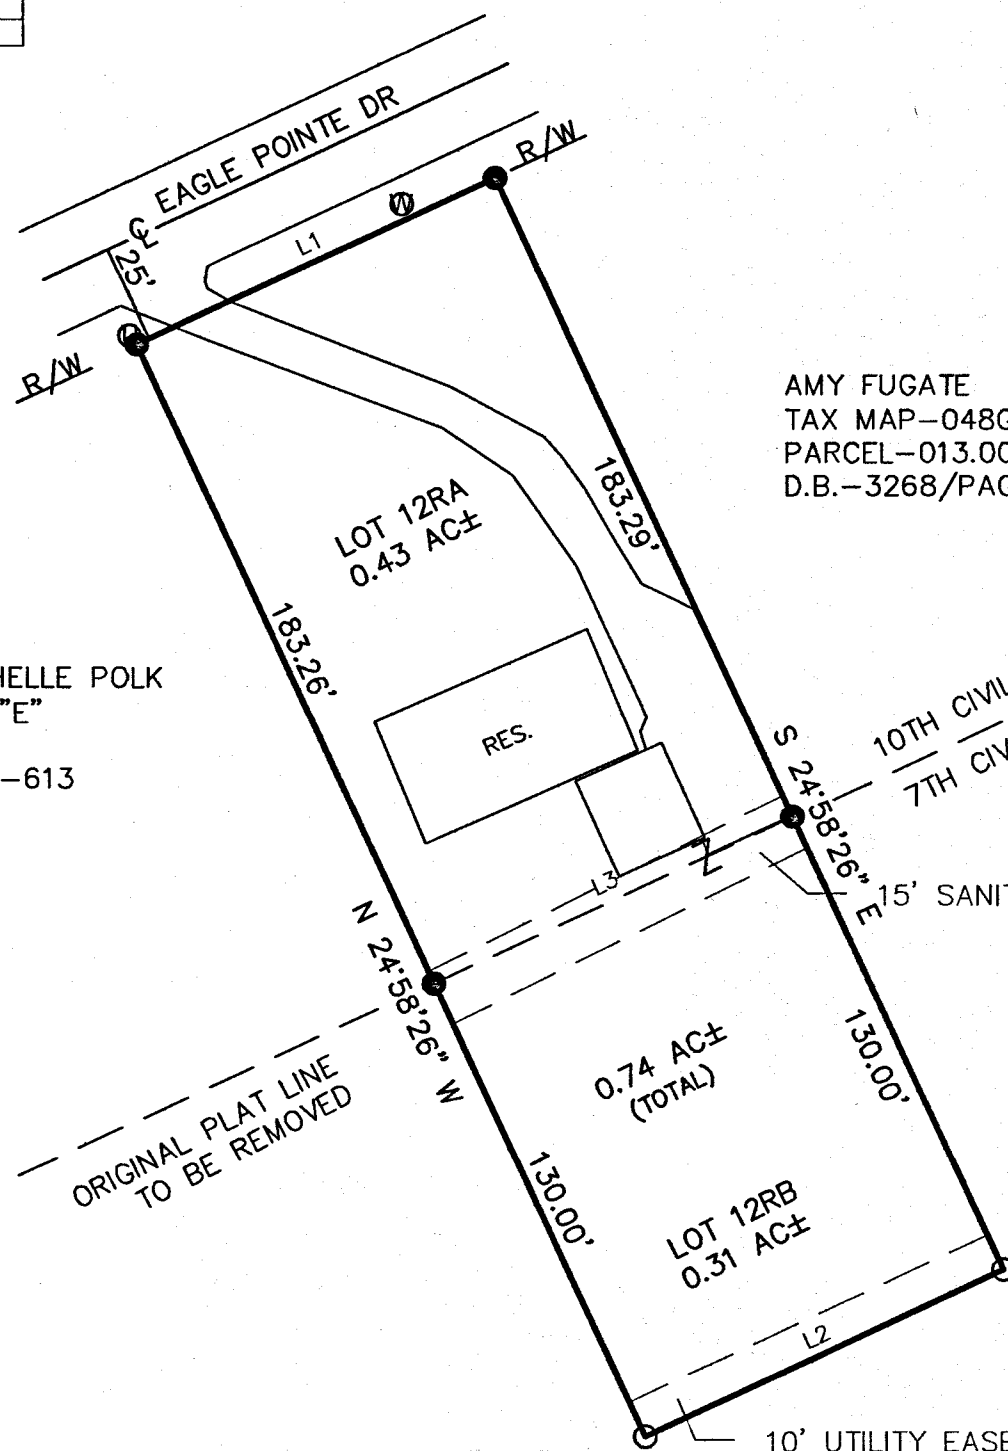 EAGLE POINTE DR
R/W
W
L1
℄
25'
R/W
AMY FUGATE
TAX MAP-048G
PARCEL-013.00
D.B.-3268/PAG
LOT 12RA
0.43 AC±
183.29'
183.26'
HELLE POLK
"E"
-613
RES.
10TH CIVIL
7TH CIV
S 24°58'26" E
L3
Z
15' SANIT
N 24°58'26" W
ORIGINAL PLAT LINE
TO BE REMOVED
0.74 AC±
(TOTAL)
130.00'
130.00'
LOT 12RB
0.31 AC±
L2
10' UTILITY EASE